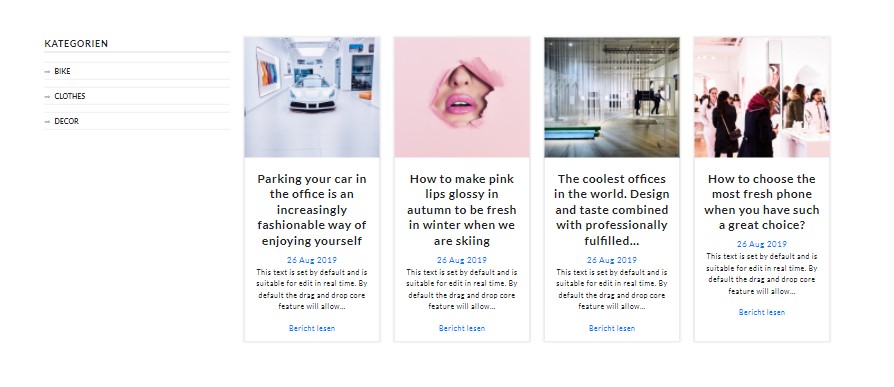 KATEGORIEN
BIKE
CLOTHES
DECOR
Parking your car in
the office is an
increasingly
fashionable way of
enjoying yourself
26 Aug 2019
This text is set by default and is
suitable for edit in real time. By
default the drag and drop core
feature will allow...
Bericht lesen
How to make pink
lips glossy in
autumn to be fresh
in winter when we
are skiing
26 Aug 2019
This text is set by default and is
suitable for edit in real time. By
default the drag and drop core
feature will allow...
Bericht lesen
The coolest offices
in the world. Design
and taste combined
with professionally
fulfilled...
26 Aug 2019
This text is set by default and is
suitable for edit in real time. By
default the drag and drop core
feature will allow...
Bericht lesen
How to choose the
most fresh phone
when you have such
a great choice?
26 Aug 2019
This text is set by default and is
suitable for edit in real time. By
default the drag and drop core
feature will allow...
Bericht lesen